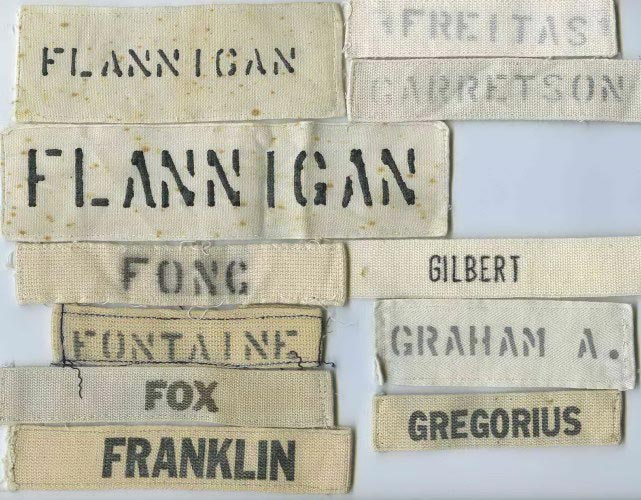 FLANNIGAN
FLANNIGAN
FONG
FONTAINE
FOX
FRANKLIN
FREITAS
GARRETSON
GILBERT
GRAHAM A.
GREGORIUS